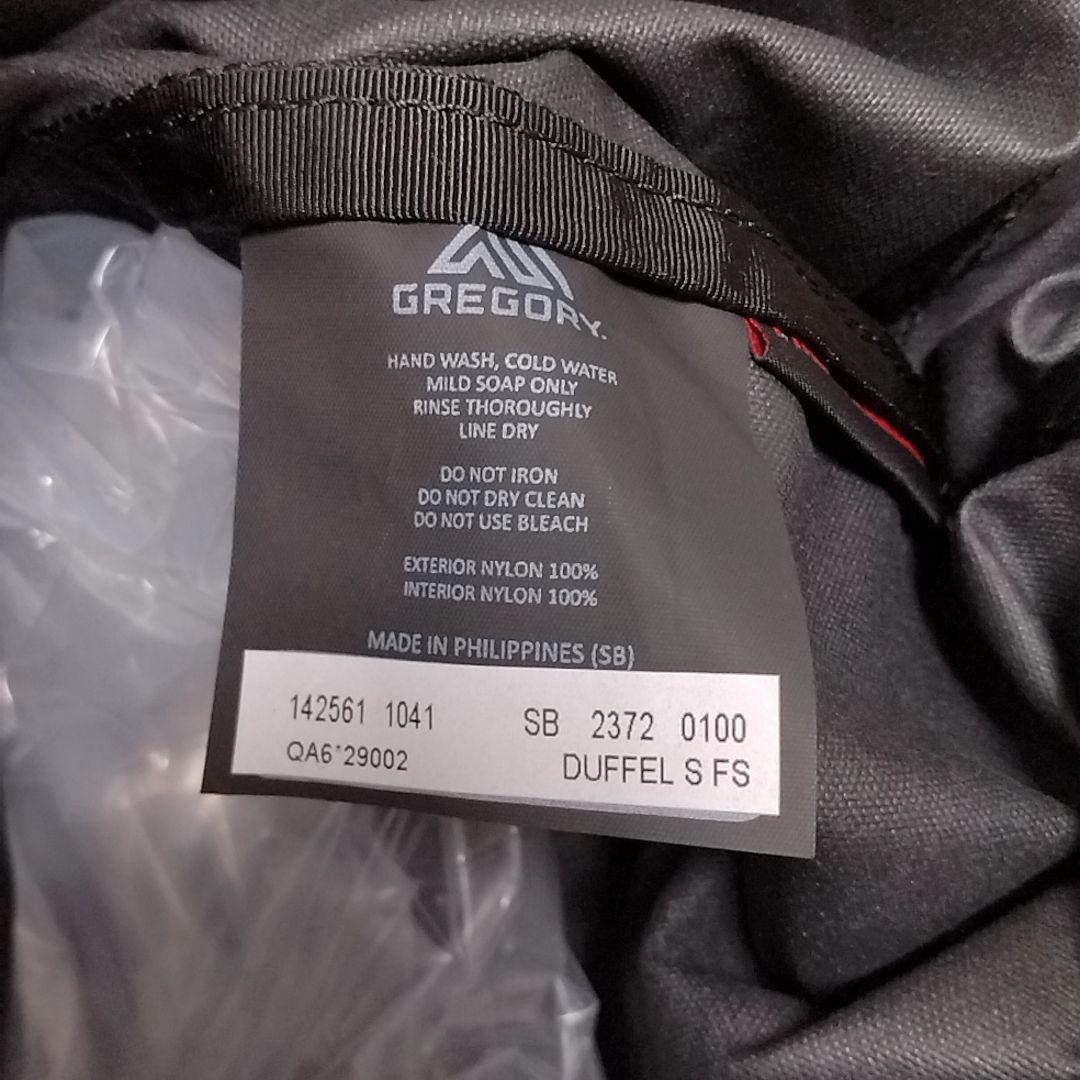 GREGORY.
HAND WASH, COLD WATER
MILD SOAP ONLY
RINSE THOROUGHLY
LINE DRY
DO NOT IRON
DO NOT DRY CLEAN
DO NOT USE BLEACH
EXTERIOR NYLON 100%
INTERIOR NYLON 100%
MADE IN PHILIPPINES (SB)
142561 1041 SB 2372 0100
QA6*29002 DUFFEL S FS